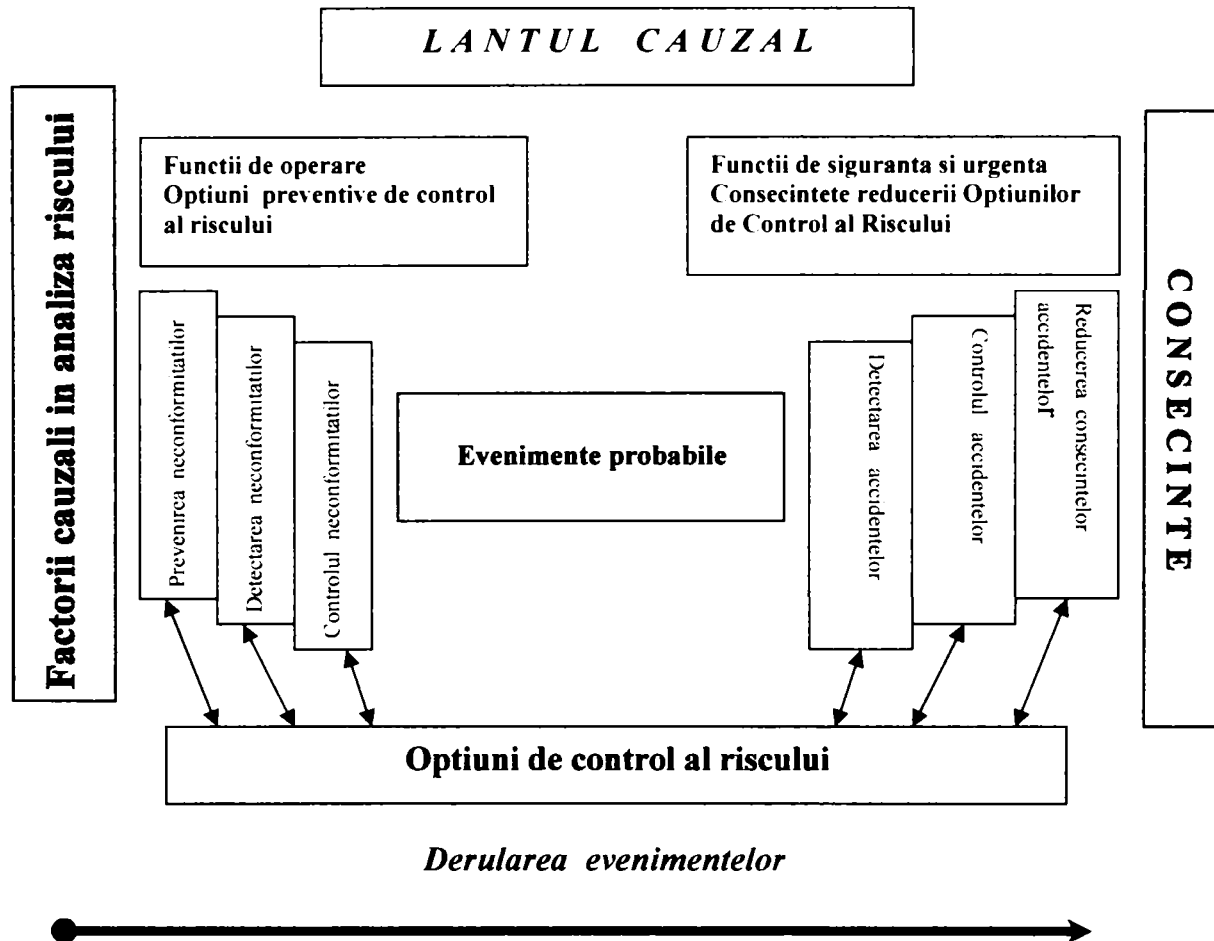 LANTUL CAUZAL
Factorii cauzali in analiza riscului
Functii de operare
Optiuni preventive de control
al riscului
Functii de siguranta si urgenta
Consecintete reducerii Optiunilor
de Control al Riscului
Prevenirea neconformitatilor
Detectarea neconformitatilor
Controlul neconformitatilor
Evenimente probabile
Detectarea accidentelor
Controlul accidentelor
Reducerea consecintelor
accidentelor
CONSECINTE
Optiuni de control al riscului
Derularea evenimentelor